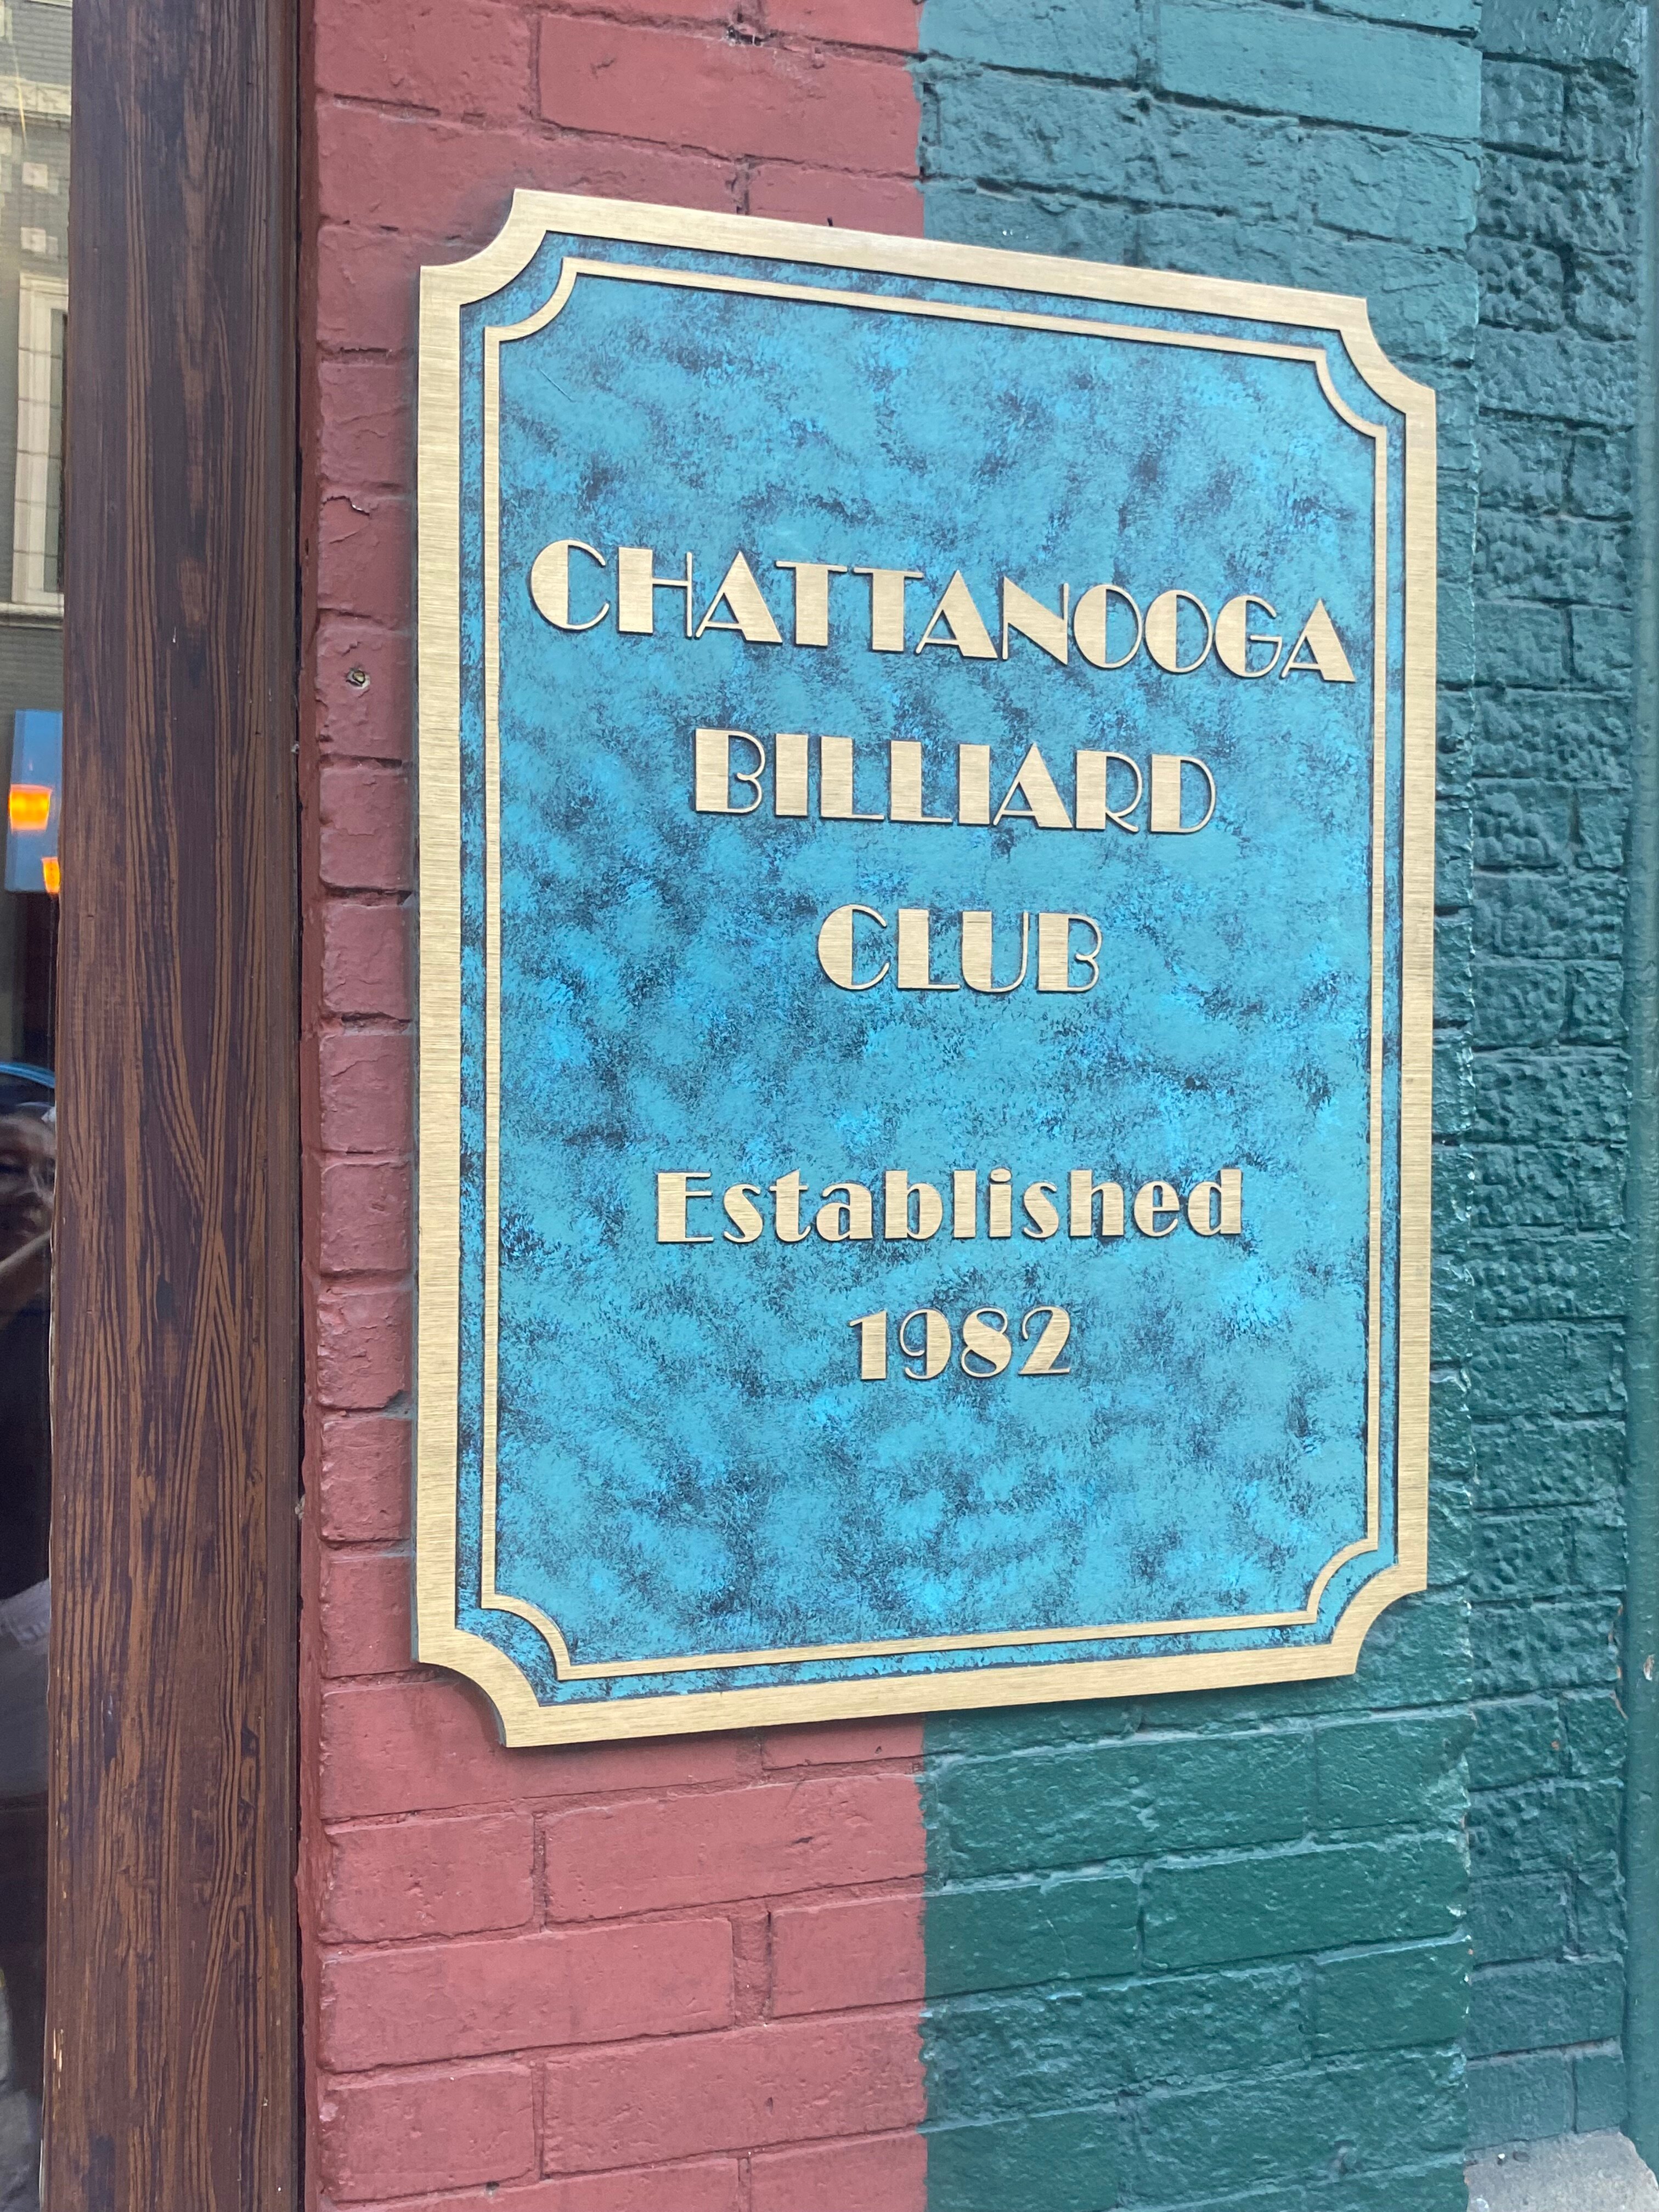 CHATTANOOGA
BILLIARD
CLUB
Established
1982